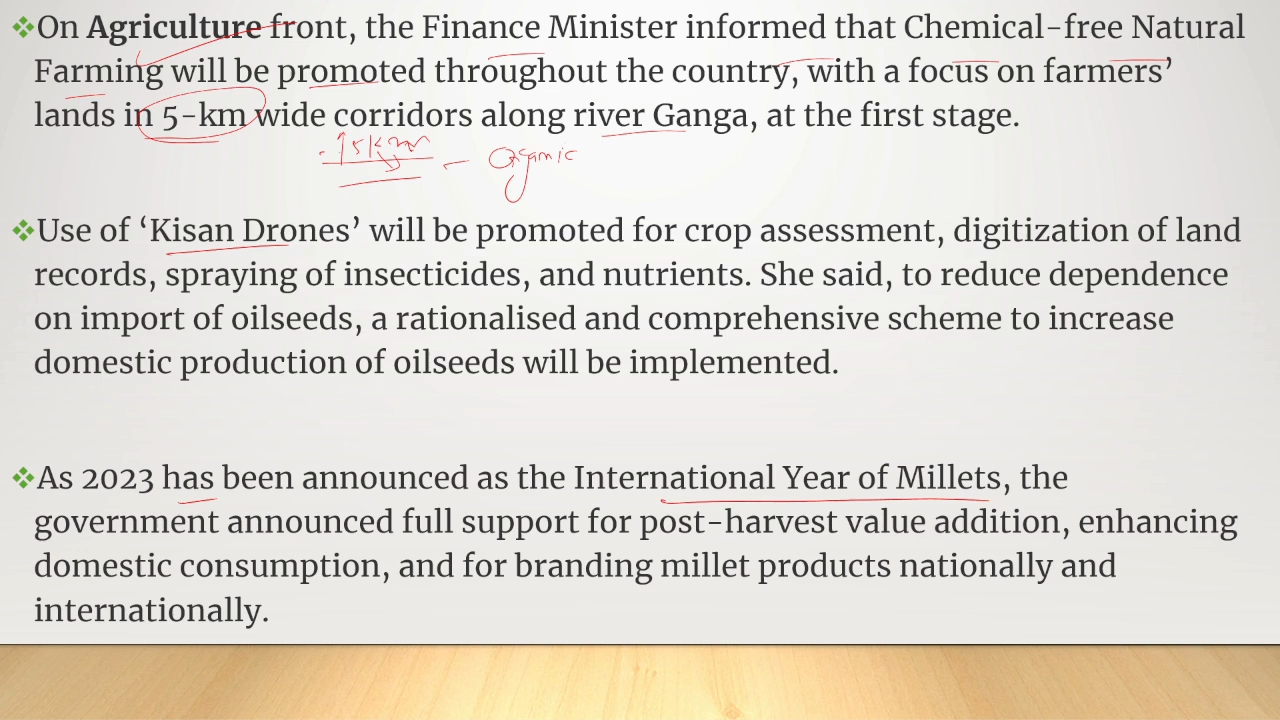 ❖On Agriculture front, the Finance Minister informed that Chemical-free Natural
Farming will be promoted throughout the country, with a focus on farmers’
lands in 5-km wide corridors along river Ganga, at the first stage.
- Organic
❖Use of ‘Kisan Drones’ will be promoted for crop assessment, digitization of land
records, spraying of insecticides, and nutrients. She said, to reduce dependence
on import of oilseeds, a rationalised and comprehensive scheme to increase
domestic production of oilseeds will be implemented.
❖As 2023 has been announced as the International Year of Millets, the
government announced full support for post-harvest value addition, enhancing
domestic consumption, and for branding millet products nationally and
internationally.